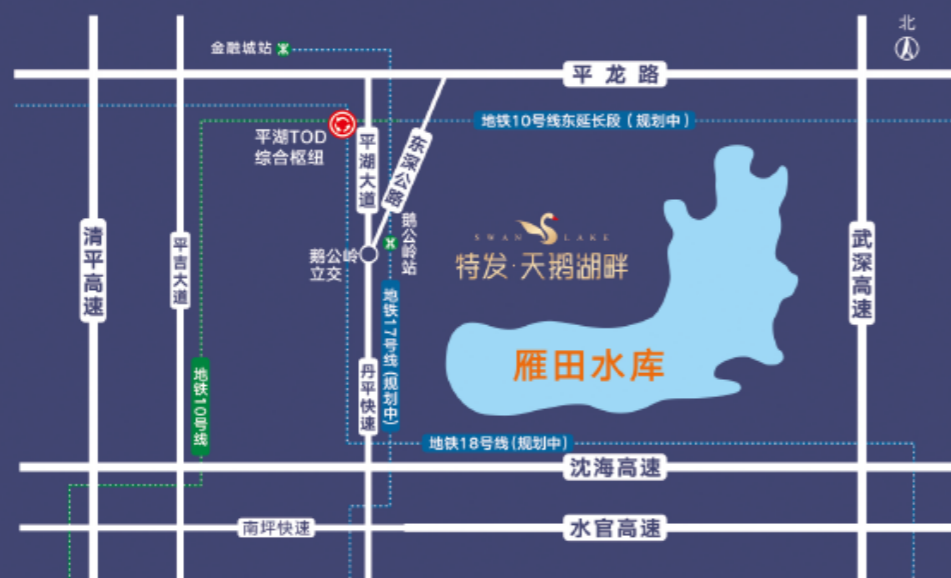 北
金融城站
平龙路
地铁10号线东延长段（规划中）
平湖TOD
综合枢纽
平湖大道
东深公路
鹅公岭站
清平高速
平吉大道
武深高速
SWAN LAKE
特发·天鹅湖畔
鹅公岭
立交
地铁17号线(规划中)
雁田水库
地铁10号线
丹平快速
地铁18号线(规划中)
沈海高速
南坪快速
水官高速